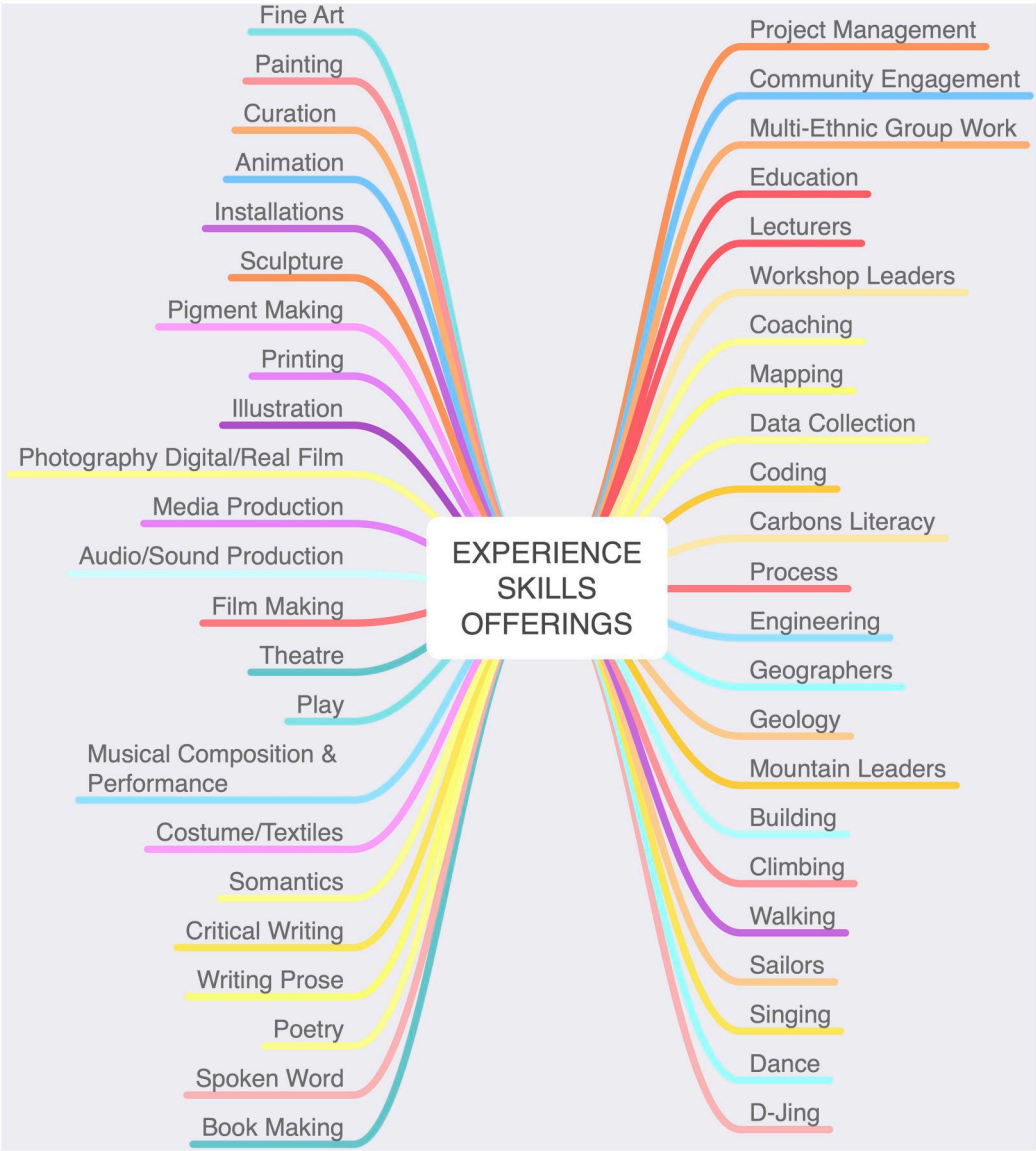 Fine Art
Painting
Curation
Animation
Installations
Sculpture
Pigment Making
Printing
Illustration
Photography Digital/Real Film
Media Production
Audio/Sound Production
Film Making
Theatre
Play
Musical Composition &
Performance
Costume/Textiles
Somantics
Critical Writing
Writing Prose
Poetry
Spoken Word
Book Making
EXPERIENCE
SKILLS
OFFERINGS
Project Management
Community Engagement
Multi-Ethnic Group Work
Education
Lecturers
Workshop Leaders
Coaching
Mapping
Data Collection
Coding
Carbons Literacy
Process
Engineering
Geographers
Geology
Mountain Leaders
Building
Climbing
Walking
Sailors
Singing
Dance
D-Jing